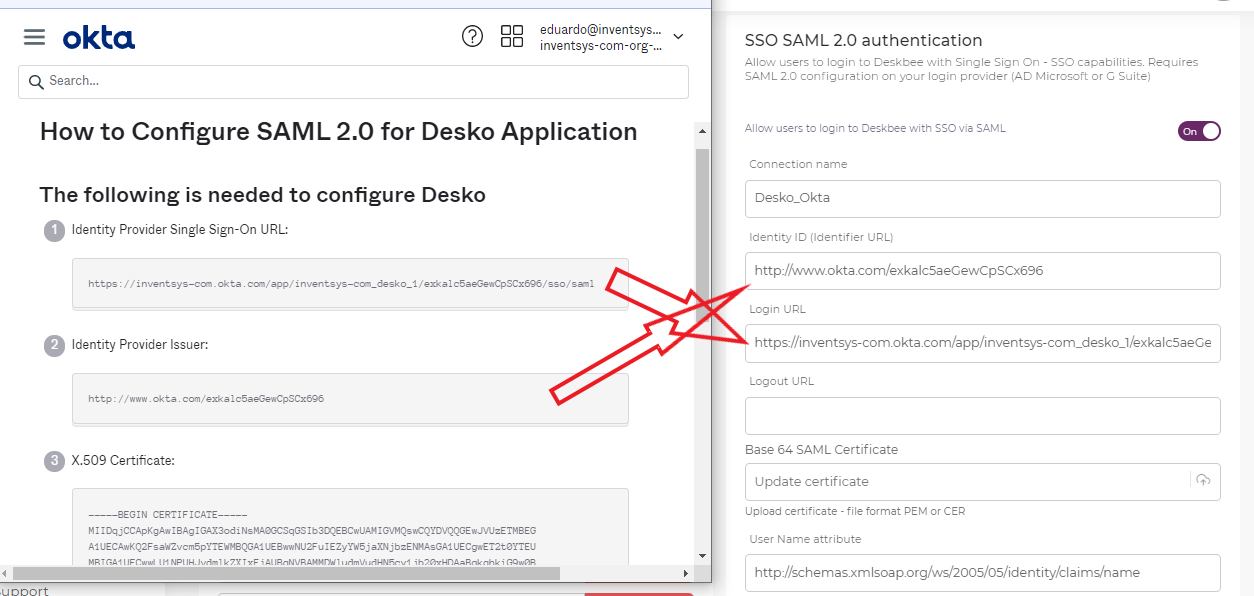 okta
eduardo@inventsys...
inventsys-com-org-...
Search...
How to Configure SAML 2.0 for Desko Application
The following is needed to configure Desko
1 Identity Provider Single Sign-On URL:
https://inventsys-com.okta.com/app/inventsys-com_desko_1/exkalc5aeGewCpSCx696/sso/saml
2 Identity Provider Issuer:
http://www.okta.com/exkalc5aeGewCpSCx696
3 X.509 Certificate:
-----BEGIN CERTIFICATE-----
MIIDqjCCApKgAwIBAgIGAX3odiNsMA0GCSqGSIb3DQEBCwUAMIGVMQswCQYDVQQGEwJVUzETMBEG
A1UECAwKQ2FsaWZvcm5pYTEWMBQGA1UEBwwNU2FuIEZyYW5jaXNjbzENMAsGA1UECgwET2t0YTEU
SSO SAML 2.0 authentication
Allow users to login to Deskbee with Single Sign On - SSO capabilities. Requires
SAML 2.0 configuration on your login provider (AD Microsoft or G Suite)
Allow users to login to Deskbee with SSO via SAML
On
Connection name
Desko_Okta
Identity ID (Identifier URL)
http://www.okta.com/exkalc5aeGewCpSCx696
Login URL
https://inventsys-com.okta.com/app/inventsys-com_desko_1/exkalc5aeGe
Logout URL
Base 64 SAML Certificate
Update certificate
Upload certificate - file format PEM or CER
User Name attribute
http://schemas.xmlsoap.org/ws/2005/05/identity/claims/name